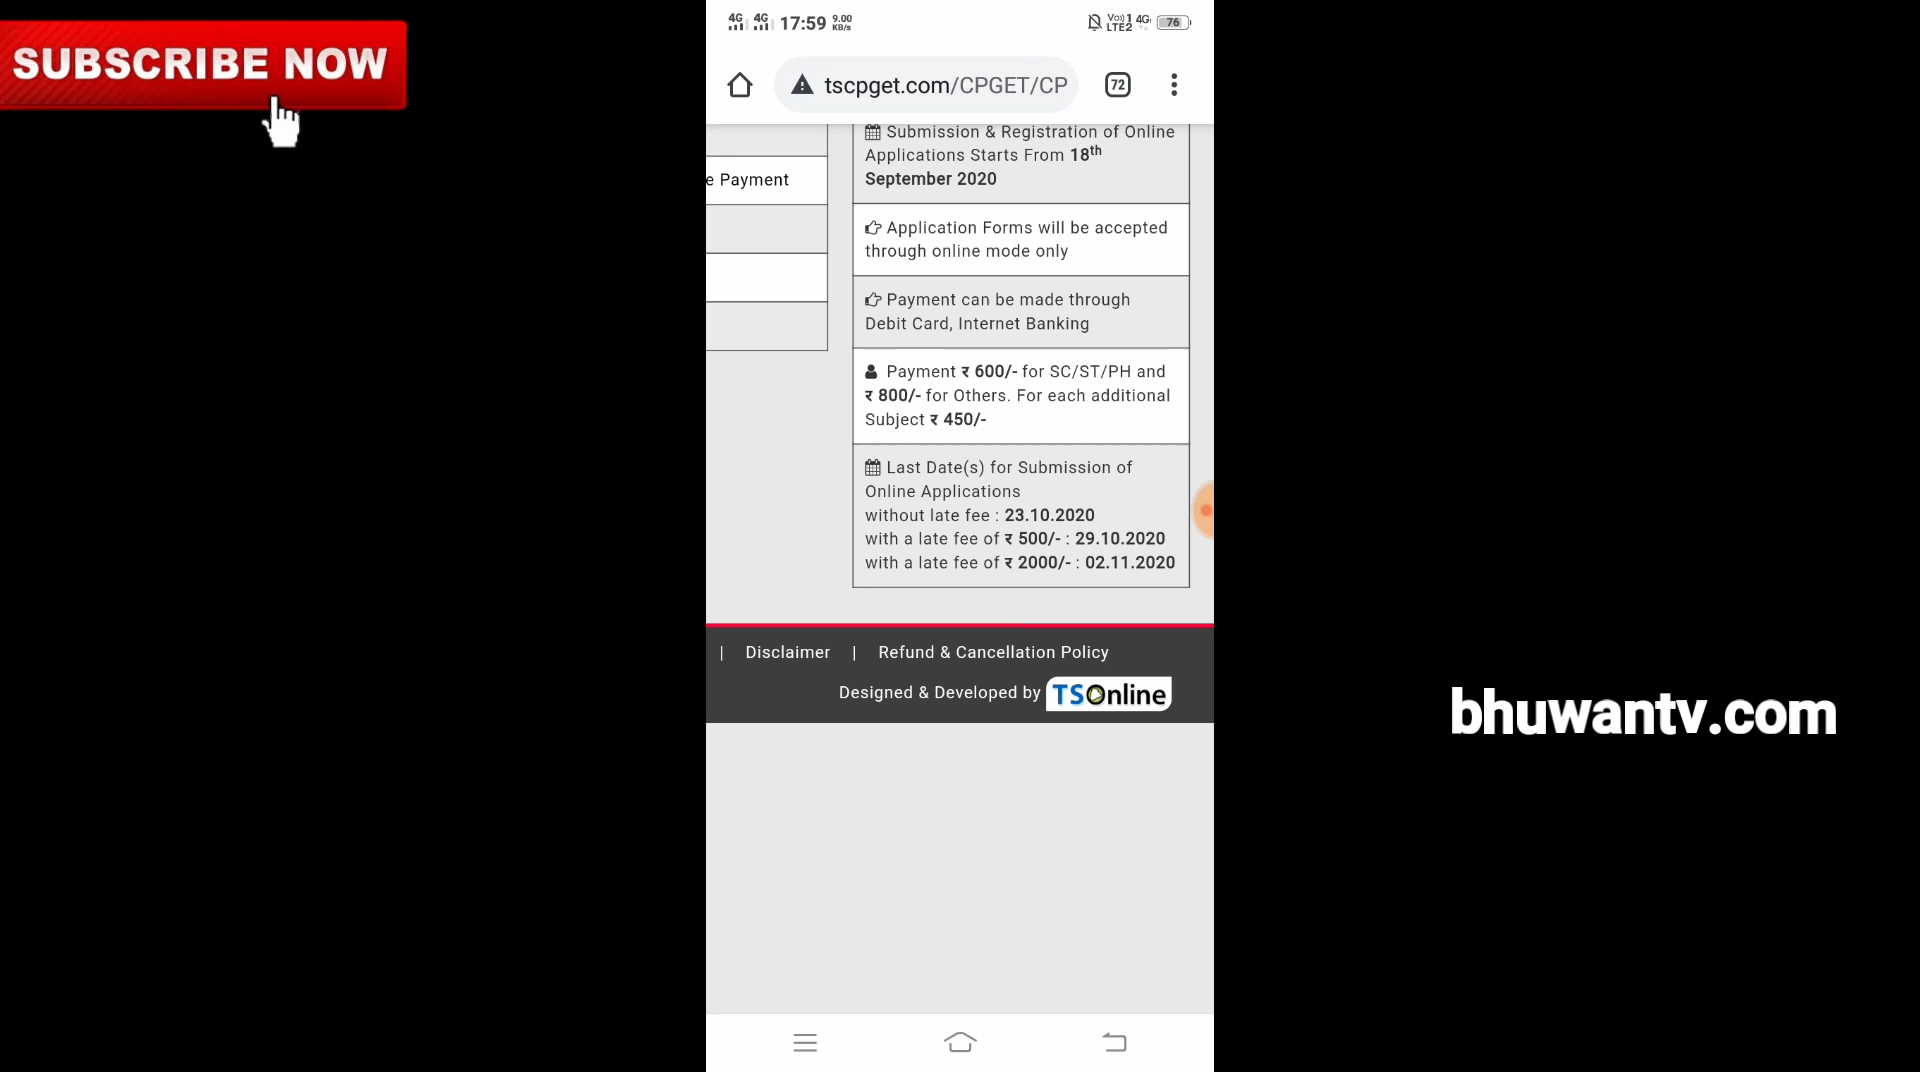 SUBSCRIBE NOW
4G 4G 17:59 9.00 KB/s
Vo) 1 LTE2 4G 76
tscpget.com/CPGET/CP
72
e Payment
Submission & Registration of Online
Applications Starts From 18th
September 2020
Application Forms will be accepted
through online mode only
Payment can be made through
Debit Card, Internet Banking
Payment ₹ 600/- for SC/ST/PH and
₹ 800/- for Others. For each additional
Subject ₹ 450/-
Last Date(s) for Submission of
Online Applications
without late fee : 23.10.2020
with a late fee of ₹ 500/- : 29.10.2020
with a late fee of ₹ 2000/- : 02.11.2020
| Disclaimer | Refund & Cancellation Policy
Designed & Developed by TSOnline
bhuwantv.com